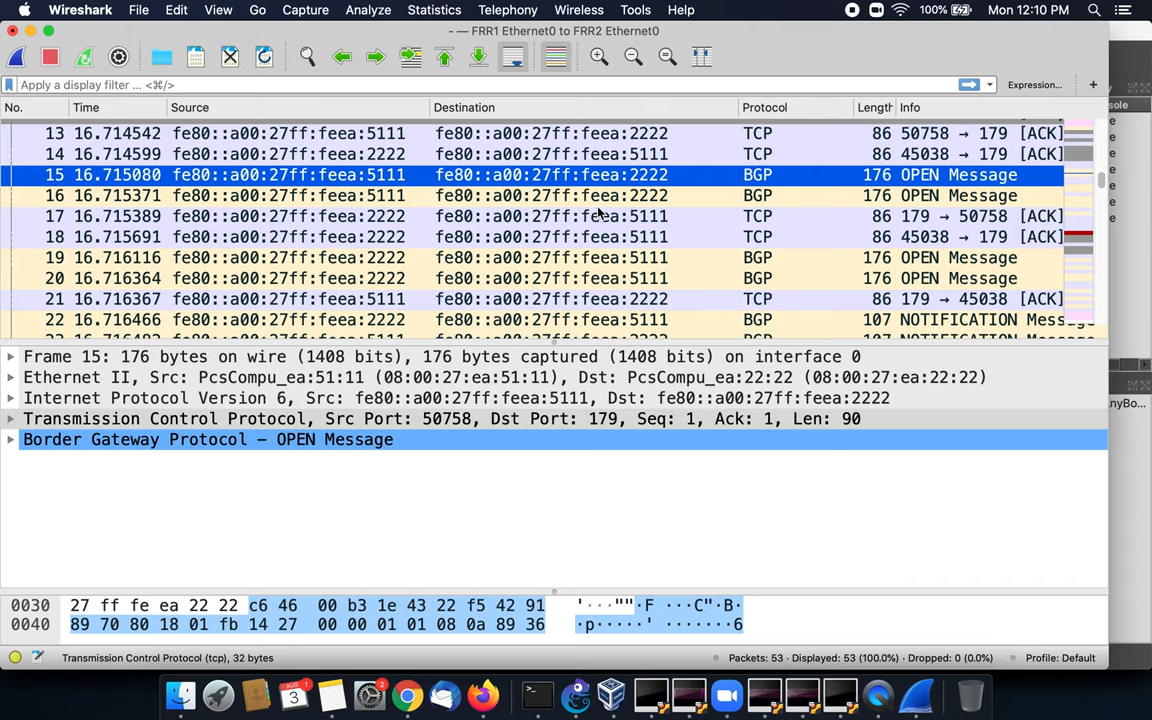 Wireshark File Edit View Go Capture Analyze Statistics Telephony Wireless Tools Help 100% Mon 12:10 PM
- — FRR1 Ethernet0 to FRR2 Ethernet0
Apply a display filter ... <⌘/> Expression... +
No. Time Source Destination Protocol Length Info
13 16.714542 fe80::a00:27ff:feea:5111 fe80::a00:27ff:feea:2222 TCP 86 50758 → 179 [ACK]
14 16.714599 fe80::a00:27ff:feea:2222 fe80::a00:27ff:feea:5111 TCP 86 45038 → 179 [ACK]
15 16.715080 fe80::a00:27ff:feea:5111 fe80::a00:27ff:feea:2222 BGP 176 OPEN Message
16 16.715371 fe80::a00:27ff:feea:5111 fe80::a00:27ff:feea:2222 BGP 176 OPEN Message
17 16.715389 fe80::a00:27ff:feea:2222 fe80::a00:27ff:feea:5111 TCP 86 179 → 50758 [ACK]
18 16.715691 fe80::a00:27ff:feea:2222 fe80::a00:27ff:feea:5111 TCP 86 45038 → 179 [ACK]
19 16.716116 fe80::a00:27ff:feea:2222 fe80::a00:27ff:feea:5111 BGP 176 OPEN Message
20 16.716364 fe80::a00:27ff:feea:2222 fe80::a00:27ff:feea:5111 BGP 176 OPEN Message
21 16.716367 fe80::a00:27ff:feea:5111 fe80::a00:27ff:feea:2222 TCP 86 179 → 45038 [ACK]
22 16.716466 fe80::a00:27ff:feea:2222 fe80::a00:27ff:feea:5111 BGP 107 NOTIFICATION Message
Frame 15: 176 bytes on wire (1408 bits), 176 bytes captured (1408 bits) on interface 0
Ethernet II, Src: PcsCompu_ea:51:11 (08:00:27:ea:51:11), Dst: PcsCompu_ea:22:22 (08:00:27:ea:22:22)
Internet Protocol Version 6, Src: fe80::a00:27ff:feea:5111, Dst: fe80::a00:27ff:feea:2222
Transmission Control Protocol, Src Port: 50758, Dst Port: 179, Seq: 1, Ack: 1, Len: 90
Border Gateway Protocol – OPEN Message
0030 27 ff fe ea 22 22 c6 46 00 b3 1e 43 22 f5 42 91 '···""·F ···C"·B·
0040 89 70 80 18 01 fb 14 27 00 00 01 01 08 0a 89 36 ·p·····' ·······6
Transmission Control Protocol (tcp), 32 bytes Packets: 53 · Displayed: 53 (100.0%) · Dropped: 0 (0.0%) Profile: Default
AUG 3 1 2